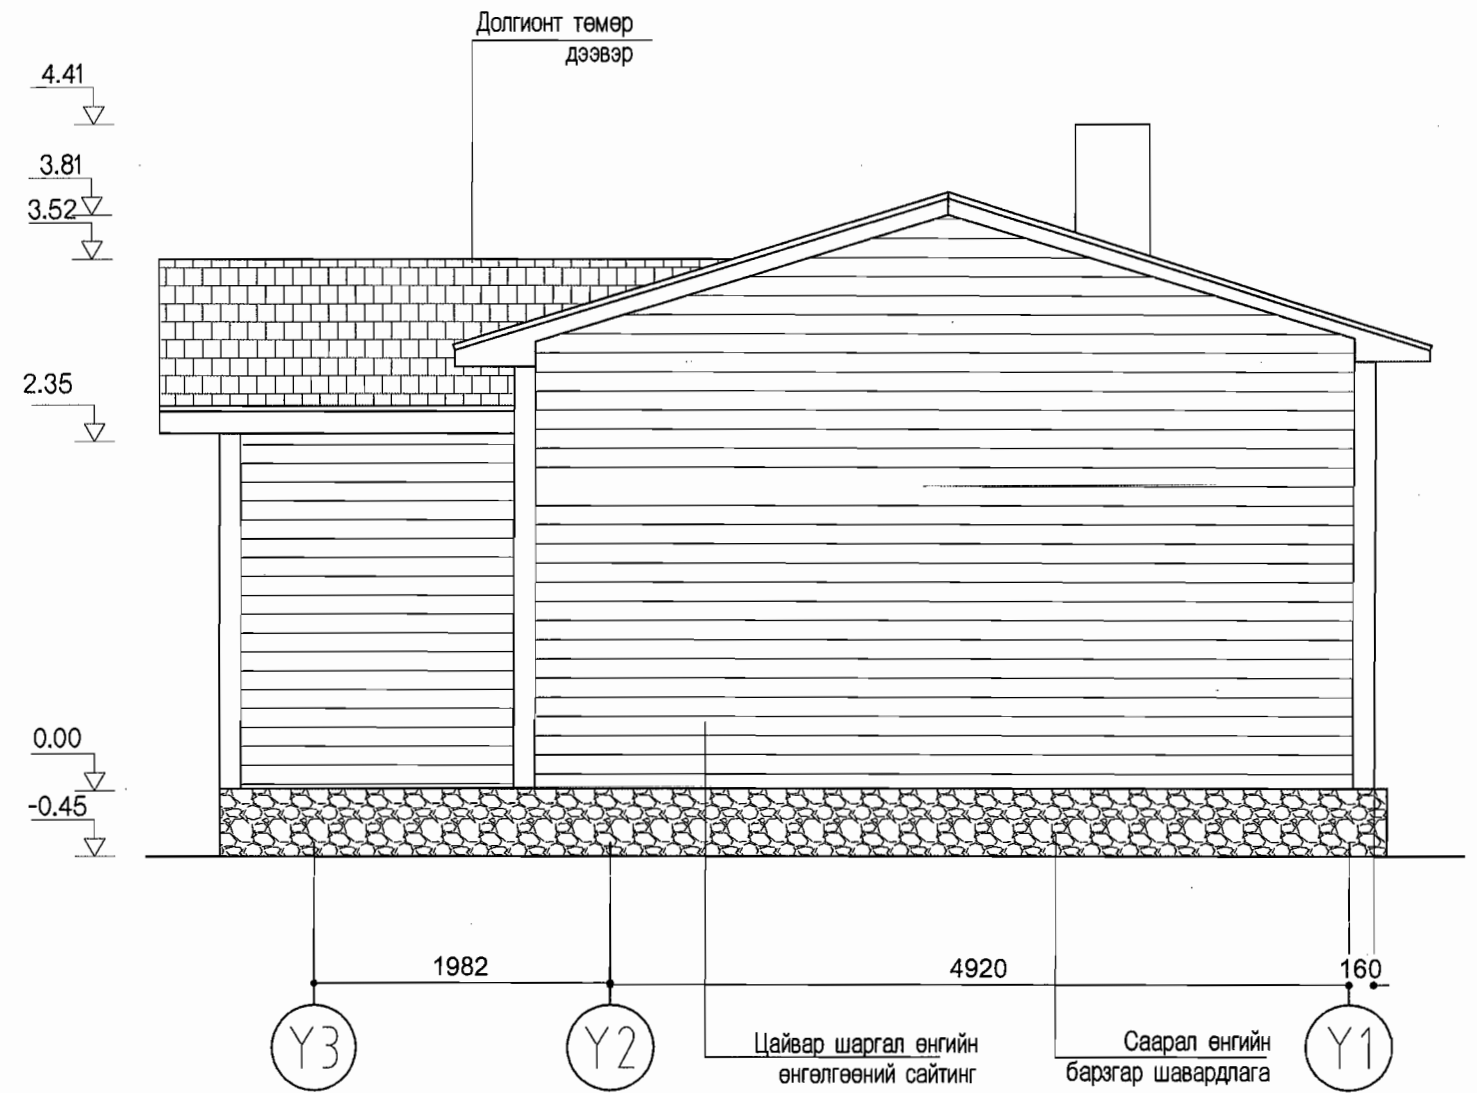 Долгионт төмөр
дээвэр
4.41
3.81
3.52
2.35
0.00
-0.45
1982
4920
160
Y3
Y2
Y1
Цайвар шаргал өнгийн
өнгөлгөөний сайтинг
Саарал өнгийн
барзгар шавардлага